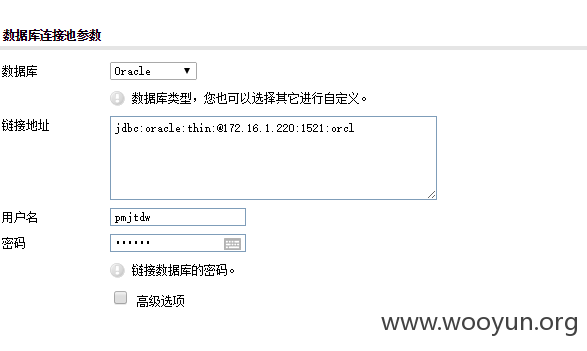 数据库连接池参数
数据库
Oracle
数据库类型，您也可以选择其它进行自定义。
链接地址
jdbc:oracle:thin:@172.16.1.220:1521:orcl
用户名
pmjtdw
密码
••••••
链接数据库的密码。
高级选项
www.wooyun.org